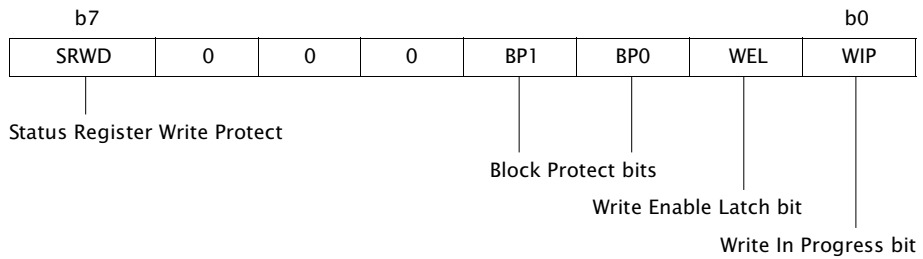 b7 b0
SRWD 0 0 0 BP1 BP0 WEL WIP
Status Register Write Protect
Block Protect bits
Write Enable Latch bit
Write In Progress bit